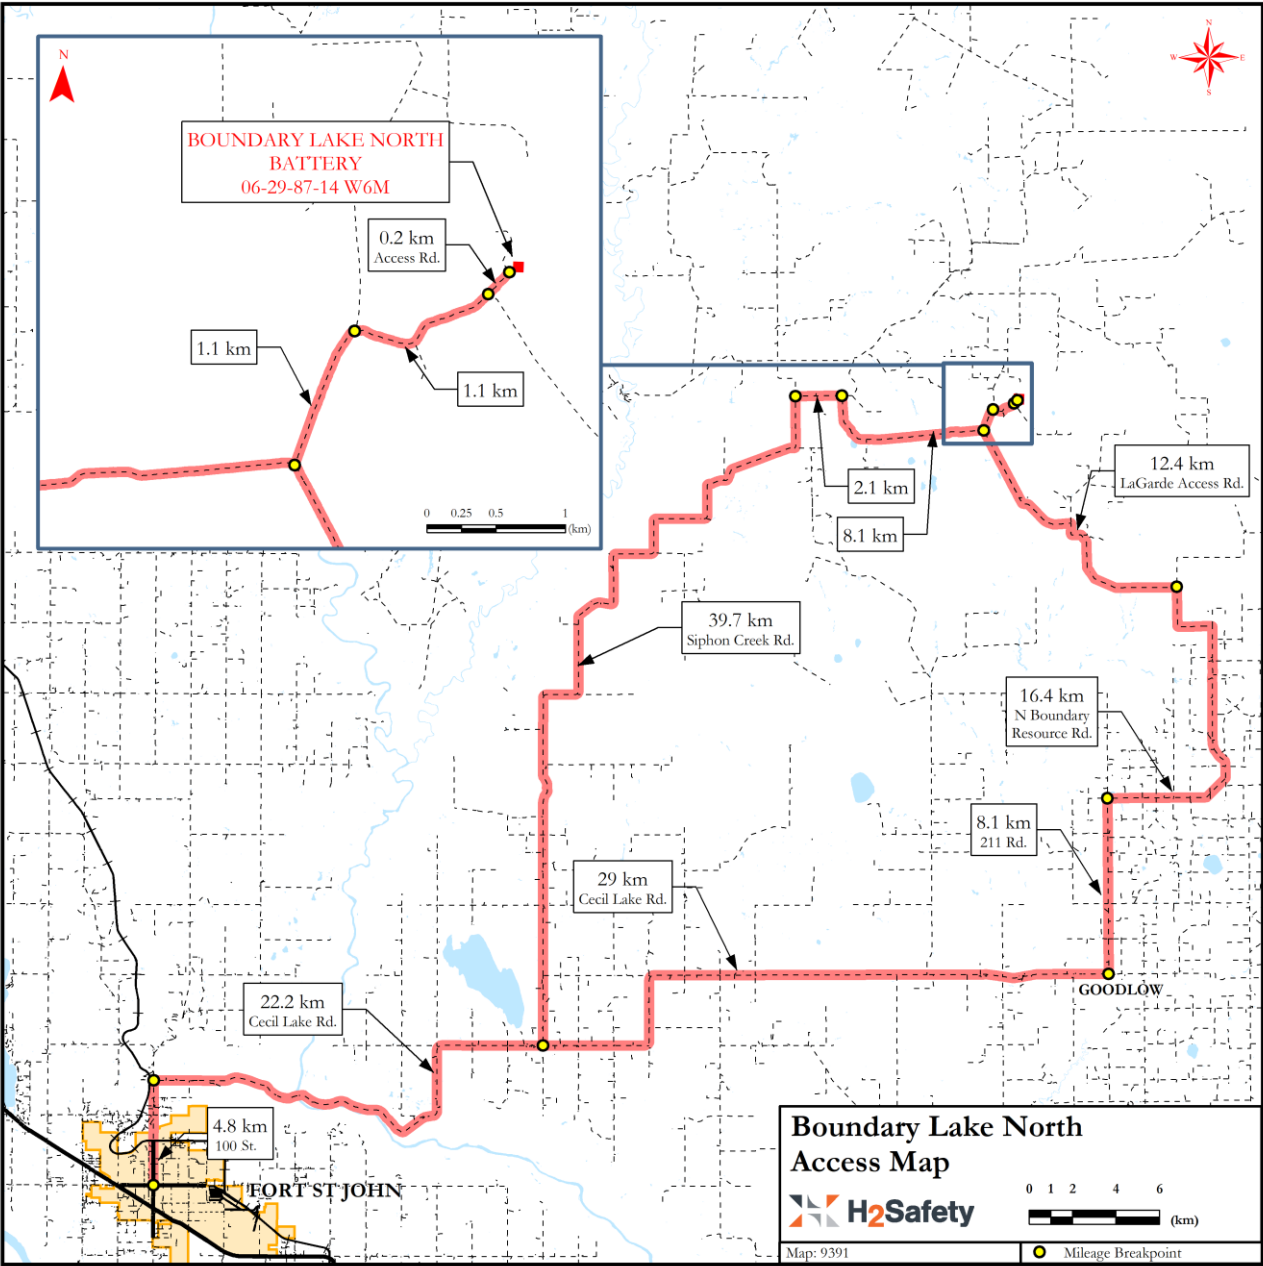 N
BOUNDARY LAKE NORTH
BATTERY
06-29-87-14 W6M
0.2 km
Access Rd.
1.1 km
1.1 km
0 0.25 0.5 1
(km)
N
W E
S
2.1 km
8.1 km
12.4 km
LaGarde Access Rd.
39.7 km
Siphon Creek Rd.
16.4 km
N Boundary
Resource Rd.
8.1 km
211 Rd.
29 km
Cecil Lake Rd.
GOODLOW
22.2 km
Cecil Lake Rd.
4.8 km
100 St.
FORT ST JOHN
Boundary Lake North
Access Map
H2Safety
0 1 2 4 6
(km)
Map: 9391
Mileage Breakpoint